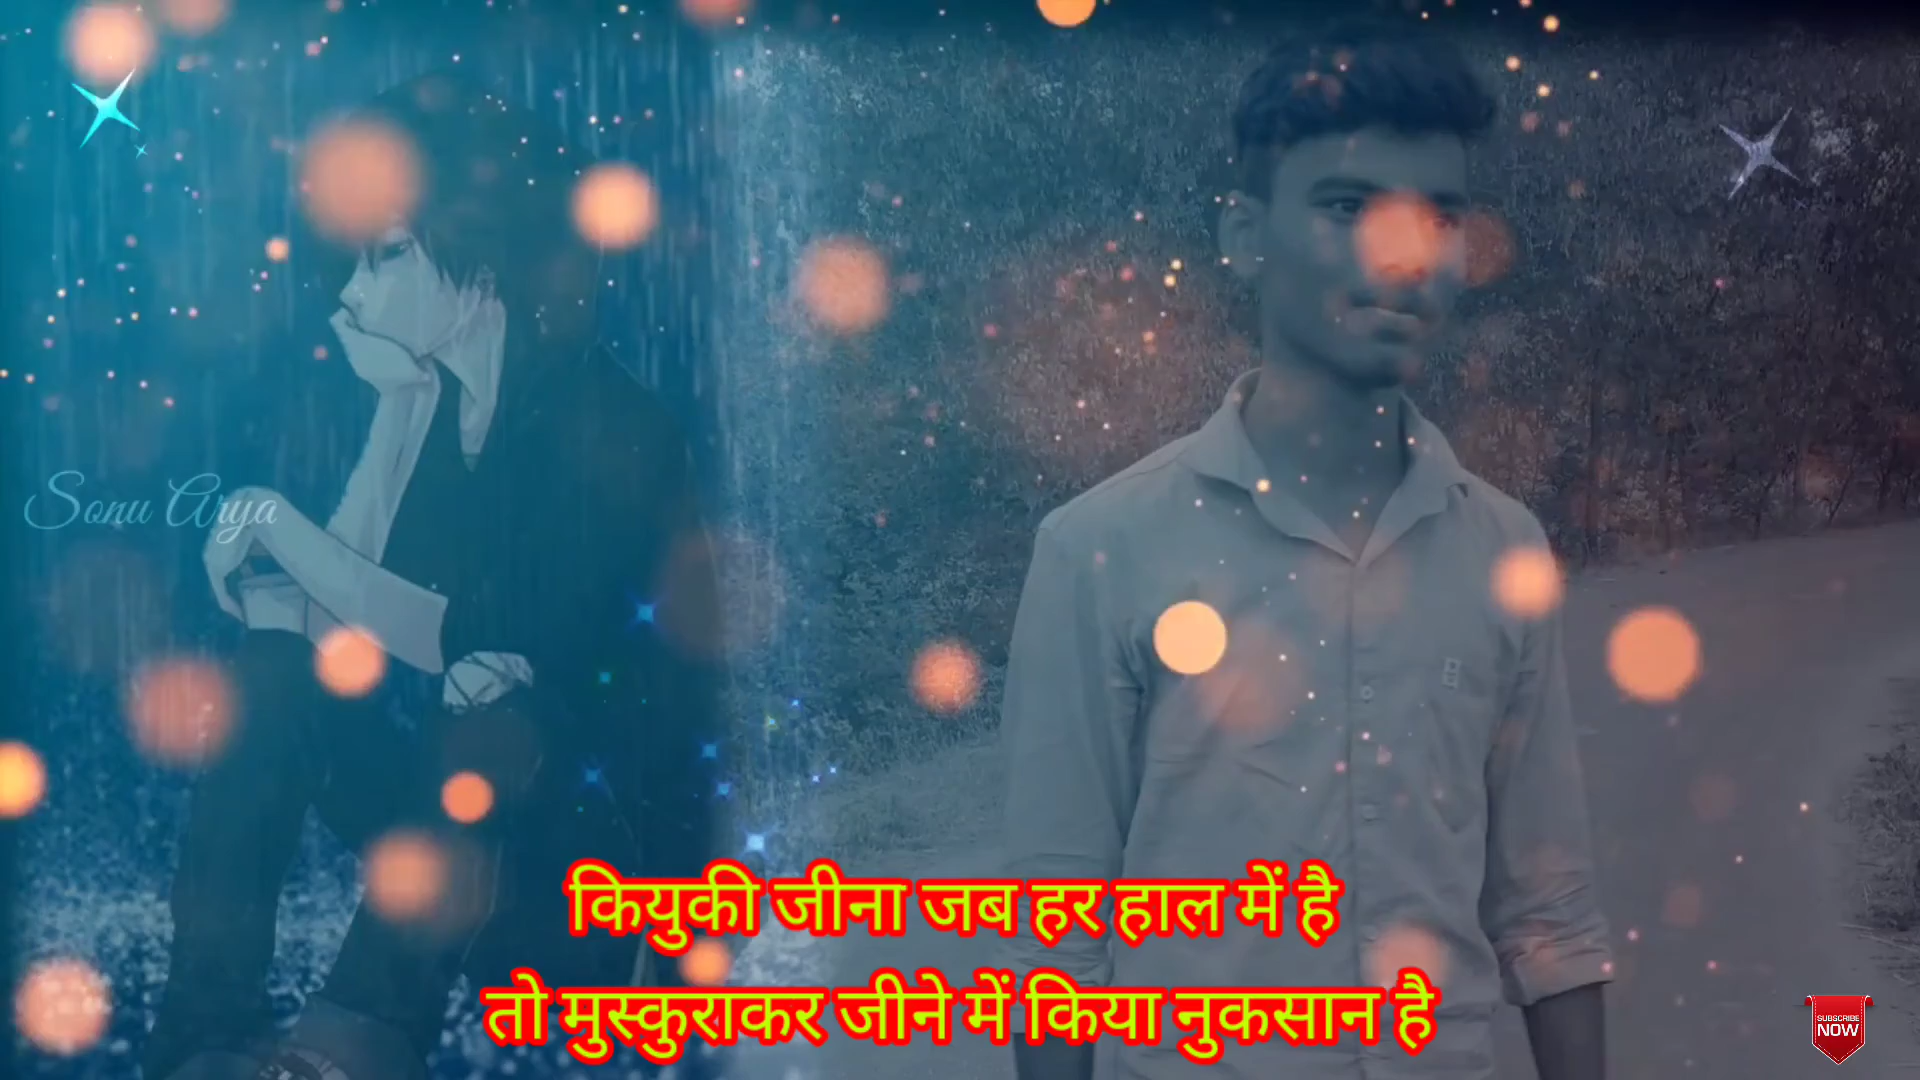 Sonu Arya
कियुकी जीना जब हर हाल में है
तो मुस्कुराकर जीने में किया नुकसान है
SUBSCRIBE
NOW